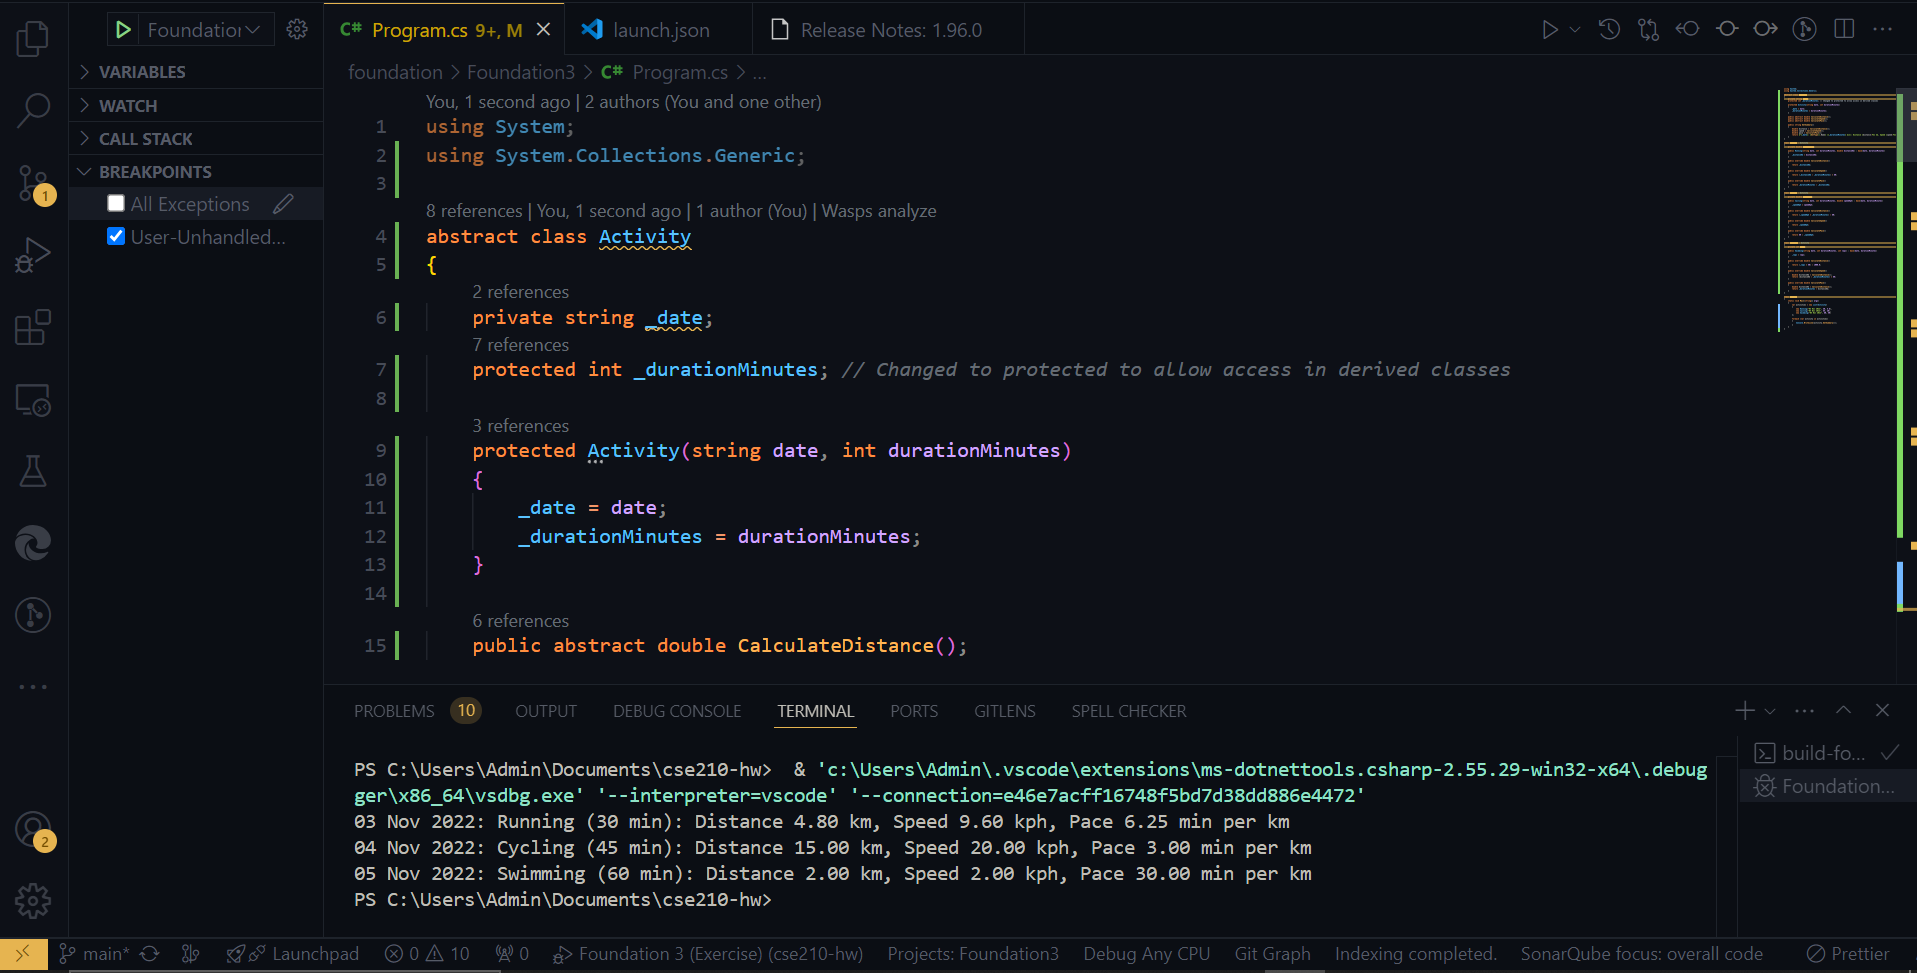 Foundation
C# Program.cs 9+, M
launch.json
Release Notes: 1.96.0
VARIABLES
WATCH
CALL STACK
BREAKPOINTS
All Exceptions
User-Unhandled...
1
2
foundation > Foundation3 > C# Program.cs > ...
You, 1 second ago | 2 authors (You and one other)
1 using System;
2 using System.Collections.Generic;
3
8 references | You, 1 second ago | 1 author (You) | Wasps analyze
4 abstract class Activity
5 {
2 references
6 private string _date;
7 references
7 protected int _durationMinutes; // Changed to protected to allow access in derived classes
8
3 references
9 protected Activity(string date, int durationMinutes)
10 {
11 _date = date;
12 _durationMinutes = durationMinutes;
13 }
14
6 references
15 public abstract double CalculateDistance();
PROBLEMS 10 OUTPUT DEBUG CONSOLE TERMINAL PORTS GITLENS SPELL CHECKER
PS C:\Users\Admin\Documents\cse210-hw>  & 'c:\Users\Admin\.vscode\extensions\ms-dotnettools.csharp-2.55.29-win32-x64\.debug
ger\x86_64\vsdbg.exe' '--interpreter=vscode' '--connection=e46e7acff16748f5bd7d38dd886e4472'
03 Nov 2022: Running (30 min): Distance 4.80 km, Speed 9.60 kph, Pace 6.25 min per km
04 Nov 2022: Cycling (45 min): Distance 15.00 km, Speed 20.00 kph, Pace 3.00 min per km
05 Nov 2022: Swimming (60 min): Distance 2.00 km, Speed 2.00 kph, Pace 30.00 min per km
PS C:\Users\Admin\Documents\cse210-hw>
build-fo...
Foundation...
main* Launchpad 0 10 0 Foundation 3 (Exercise) (cse210-hw) Projects: Foundation3 Debug Any CPU Git Graph Indexing completed. SonarQube focus: overall code Prettier